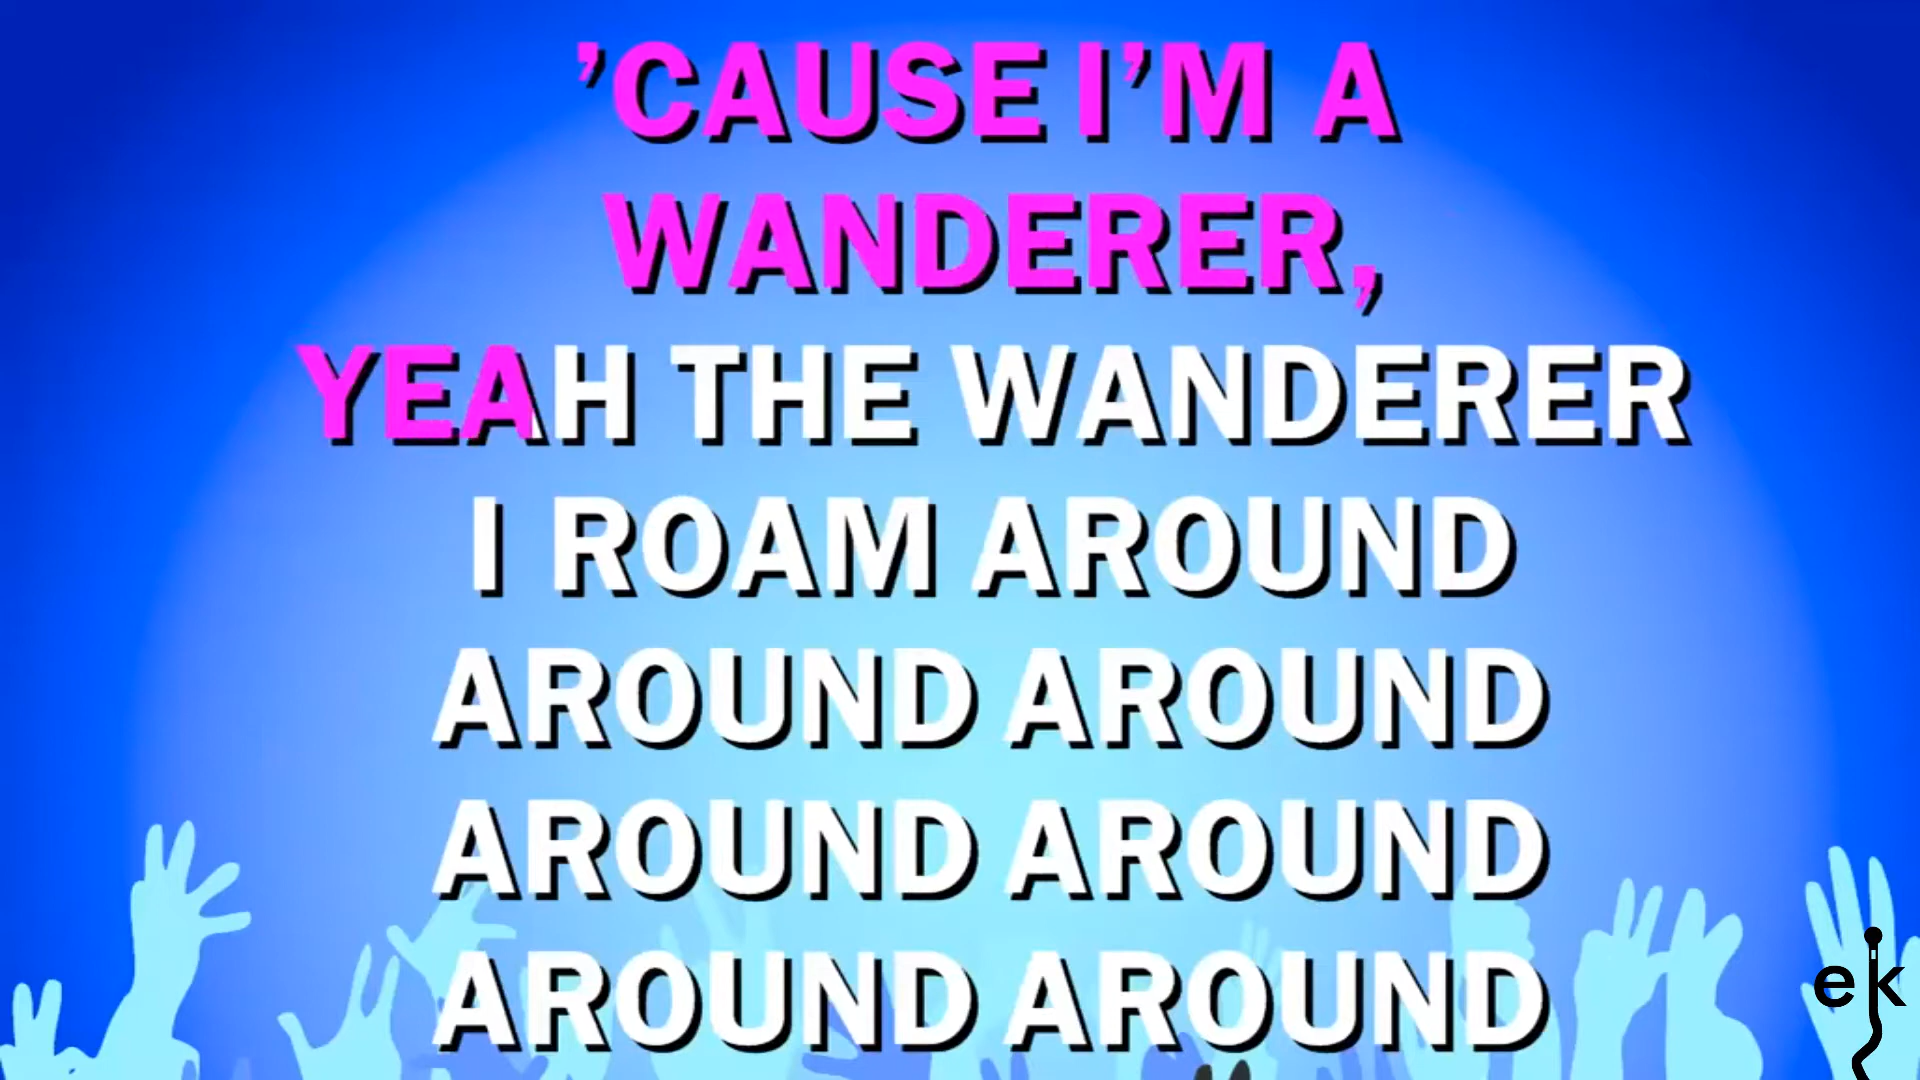 ’CAUSE I’M A
WANDERER,
YEAH THE WANDERER
I ROAM AROUND
AROUND AROUND
AROUND AROUND
AROUND AROUND
ek